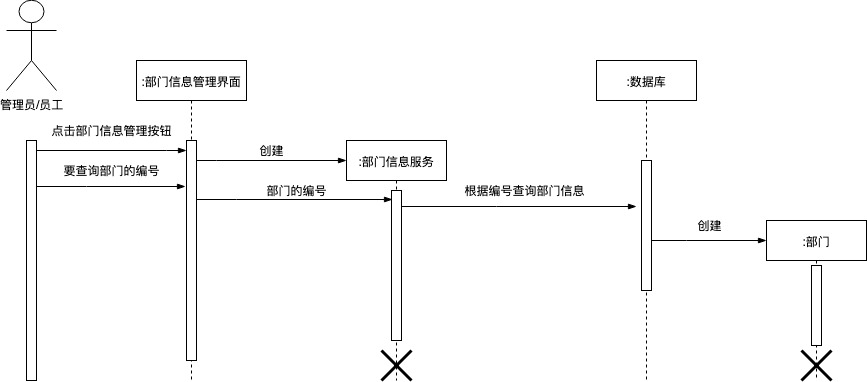 管理员/员工
:部门信息管理界面
:数据库
点击部门信息管理按钮
创建
:部门信息服务
要查询部门的编号
部门的编号
根据编号查询部门信息
创建
:部门